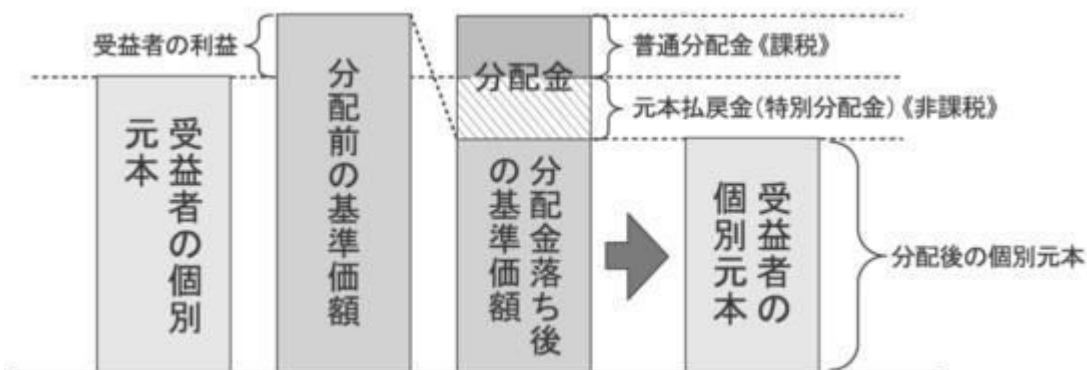 受益者の利益
受益者の個別
元本
分配前の基準価額
分配金
分配金落ち後
の基準価額
普通分配金《課税》
元本払戻金(特別分配金)《非課税》
受益者の
個別元本
分配後の個別元本